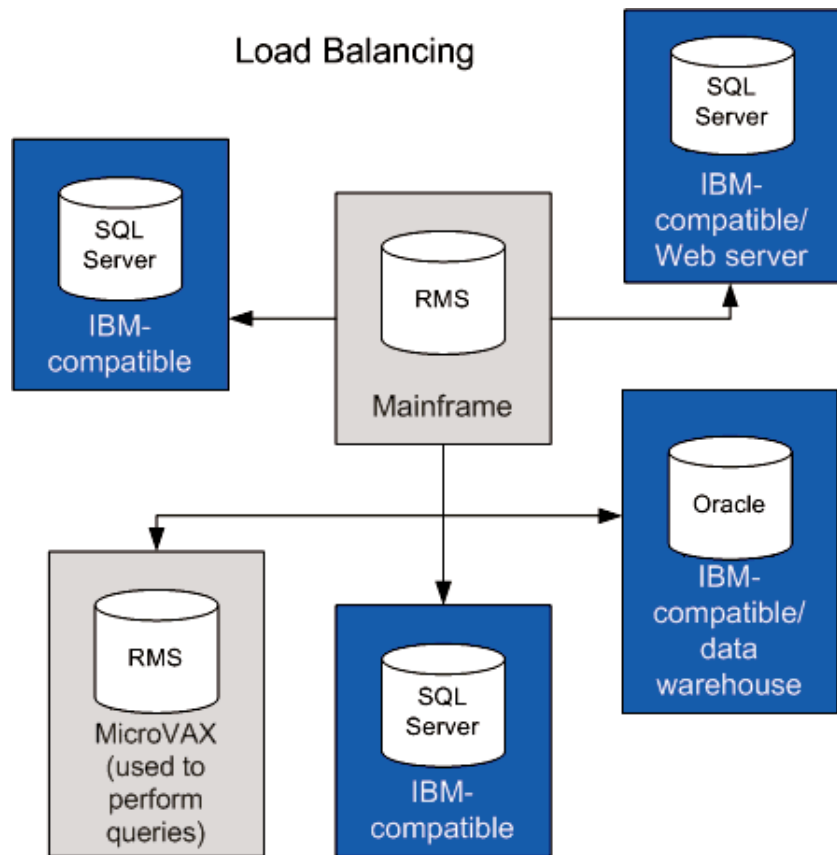 Load Balancing
SQL
Server
IBM-
compatible/
Web server
SQL
Server
IBM-
compatible
RMS
Mainframe
Oracle
IBM-
compatible/
data
warehouse
RMS
MicroVAX
(used to
perform
queries)
SQL
Server
IBM-
compatible